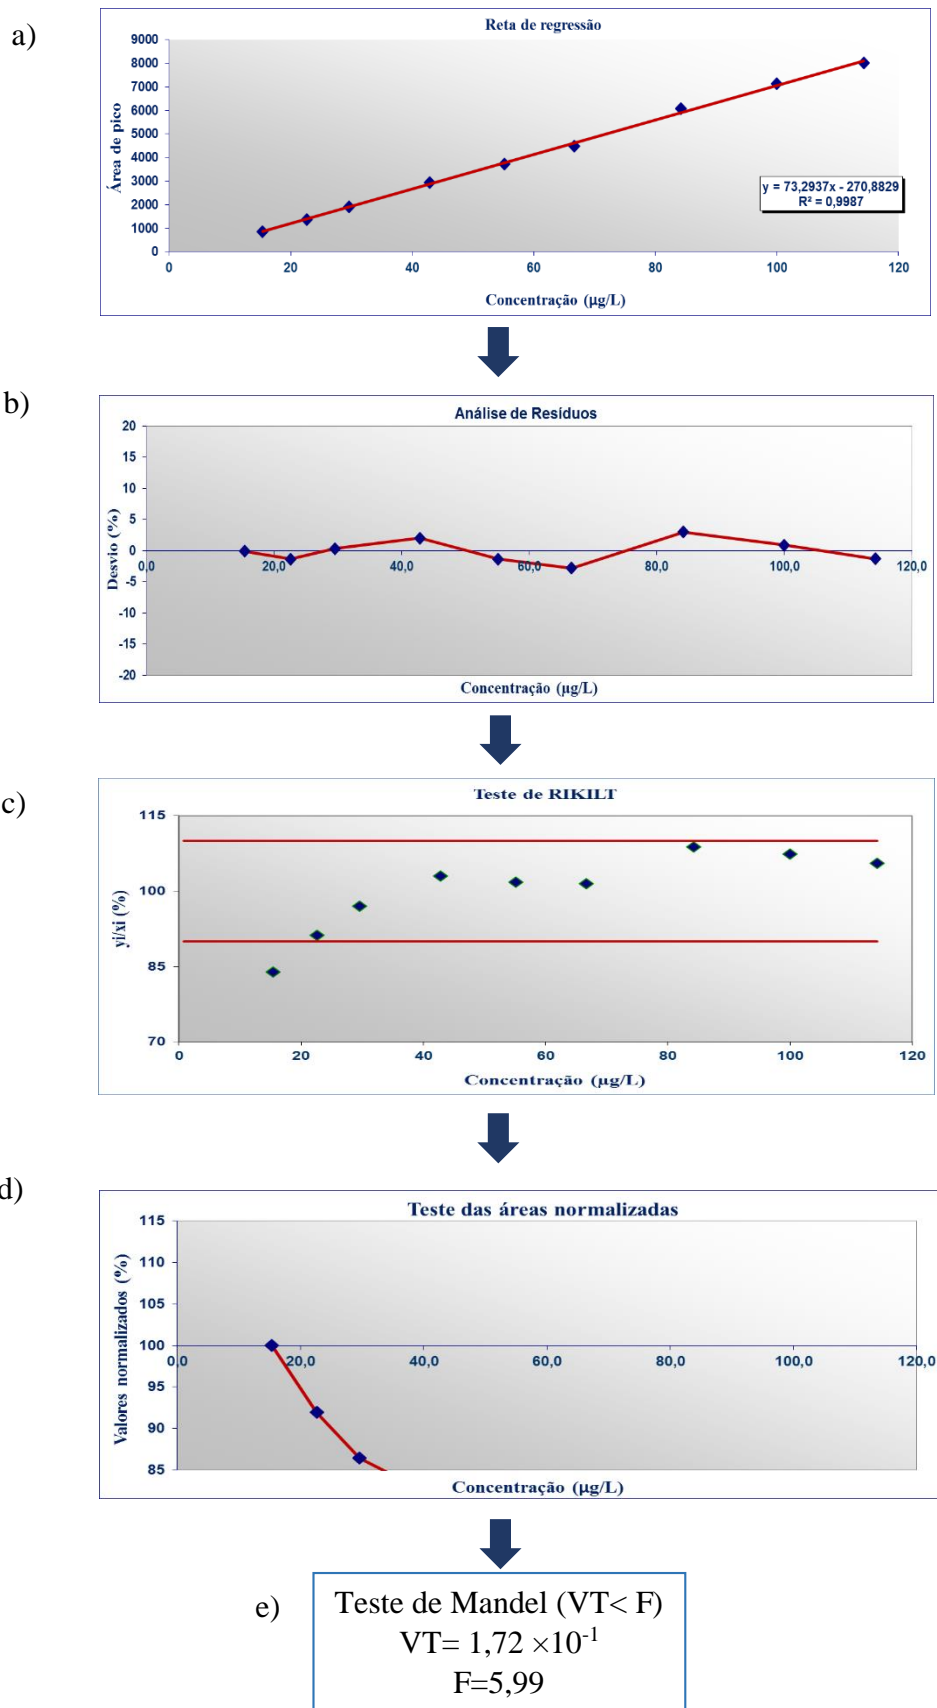 a)
Reta de regressão
Área de pico
9000
8000
7000
6000
5000
4000
3000
2000
1000
0
y = 73,2937x - 270,8829
R² = 0,9987
0 20 40 60 80 100 120
Concentração (µg/L)
b)
Análise de Resíduos
Desvio (%)
20
15
10
5
0
-5
-10
-15
-20
0,0 20,0 40,0 60,0 80,0 100,0 120,0
Concentração (µg/L)
c)
Teste de RIKILT
yi/xi (%)
115
100
85
70
0 20 40 60 80 100 120
Concentração (µg/L)
d)
Teste das áreas normalizadas
Valores normalizados (%)
115
110
105
100
95
90
85
0,0 20,0 40,0 60,0 80,0 100,0 120,0
Concentração (µg/L)
e)
Teste de Mandel (VT< F)
VT= 1,72 ×10⁻¹
F=5,99